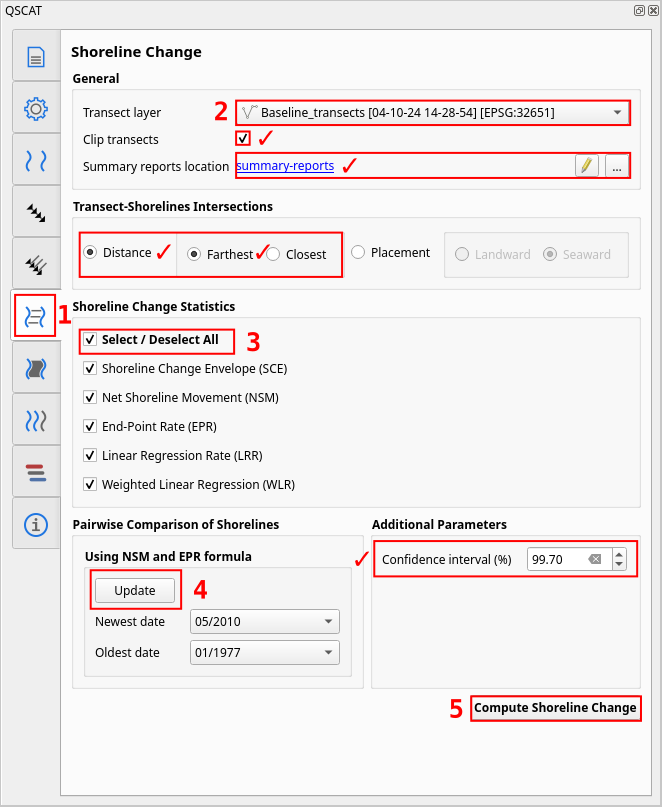 QSCAT
Shoreline Change
General
Transect layer
2
Baseline_transects [04-10-24 14-28-54] [EPSG:32651]
Clip transects
Summary reports location
summary-reports
...
Transect-Shorelines Intersections
Distance
Farthest
Closest
Placement
Landward
Seaward
1
Shoreline Change Statistics
Select / Deselect All
3
Shoreline Change Envelope (SCE)
Net Shoreline Movement (NSM)
End-Point Rate (EPR)
Linear Regression Rate (LRR)
Weighted Linear Regression (WLR)
Pairwise Comparison of Shorelines
Using NSM and EPR formula
Update
4
Newest date
05/2010
Oldest date
01/1977
Additional Parameters
Confidence interval (%)
99.70
5
Compute Shoreline Change